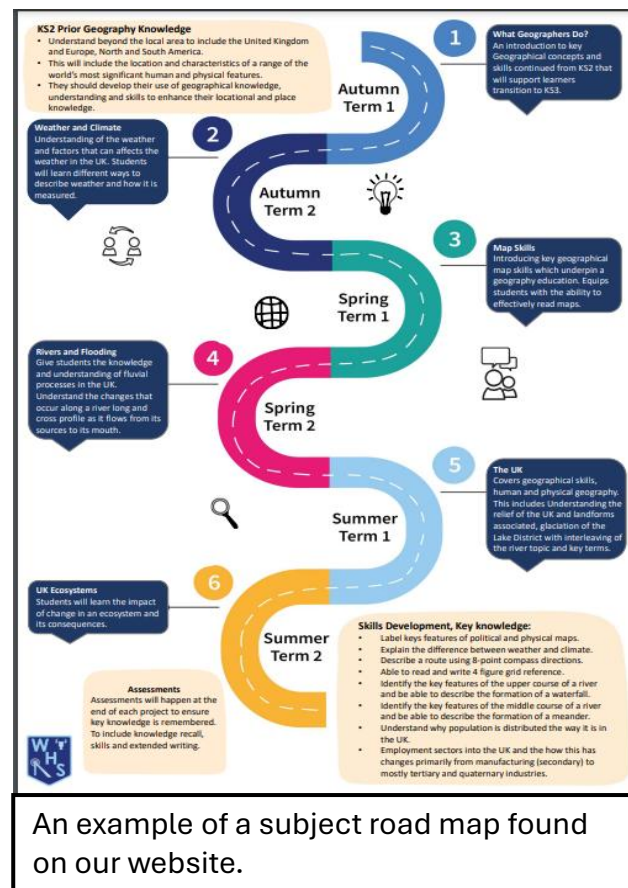 KS2 Prior Geography Knowledge
• Understand beyond the local area to include the United Kingdom
and Europe, North and South America.
• This will include the location and characteristics of a range of the
world's most significant human and physical features.
• They should develop their use of geographical knowledge,
understanding and skills to enhance their locational and place
knowledge.
1
What Geographers Do?
An introduction to key
Geographical concepts and
skills continued from KS2 that
will support learners
transition to KS3.
Autumn
Term 1
Weather and Climate
Understanding of the weather
and factors that can affects the
weather in the UK. Students
will learn different ways to
describe weather and how it is
measured.
2
Autumn
Term 2
3
Map Skills
Introducing key geographical
map skills which underpin a
geography education. Equips
students with the ability to
effectively read maps.
Spring
Term 1
Rivers and Flooding
Give students the knowledge
and understanding of fluvial
processes in the UK.
Understand the changes that
occur along a river long and
cross profile as it flows from its
sources to its mouth.
4
Spring
Term 2
5
The UK
Covers geographical skills,
human and physical geography.
This includes Understanding the
relief of the UK and landforms
associated, glaciation of the
Lake District with interleaving of
the river topic and key terms.
Summer
Term 1
UK Ecosystems
Students will learn the impact
of change in an ecosystem and
its consequences.
6
Summer
Term 2
Skills Development, Key knowledge:
• Label keys features of political and physical maps.
• Explain the difference between weather and climate.
• Describe a route using 8-point compass directions.
• Able to read and write 4 figure grid reference.
• Identify the key features of the upper course of a river
and be able to describe the formation of a waterfall.
• Identify the key features of the middle course of a river
and be able to describe the formation of a meander.
• Understand why population is distributed the way it is in
the UK.
• Employment sectors into the UK and the how this has
changes primarily from manufacturing (secondary) to
mostly tertiary and quaternary industries.
Assessments
Assessments will happen at the
end of each project to ensure
key knowledge is remembered.
To include knowledge recall,
skills and extended writing.
W
H
S
An example of a subject road map found
on our website.